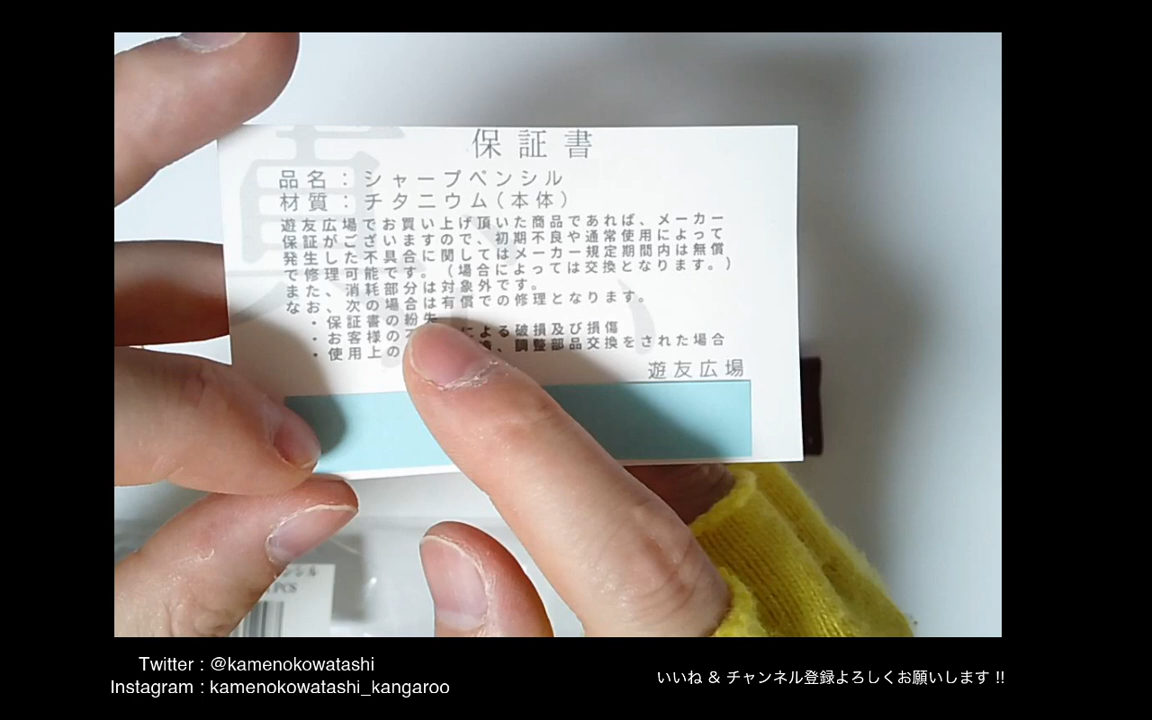 保証書
品名：シャープペンシル
材質：チタニウム(本体)
遊友広場でお買い上げ頂いた商品であれば、メーカー
保証がございますので、初期不良や通常使用によって
発生した不具合に関してはメーカー規定期間内は無償
で修理可能です。(場合によっては交換となります。)
また、消耗部分は対象外です。
なお、次の場合は有償での修理となります。
・保証書の紛失
・お客様の による破損及び損傷
・使用上の 、調整部品交換をされた場合
遊友広場
PCS
Twitter : @kamenokowatashi
Instagram : kamenokowatashi_kangaroo
いいね & チャンネル登録よろしくお願いします !!